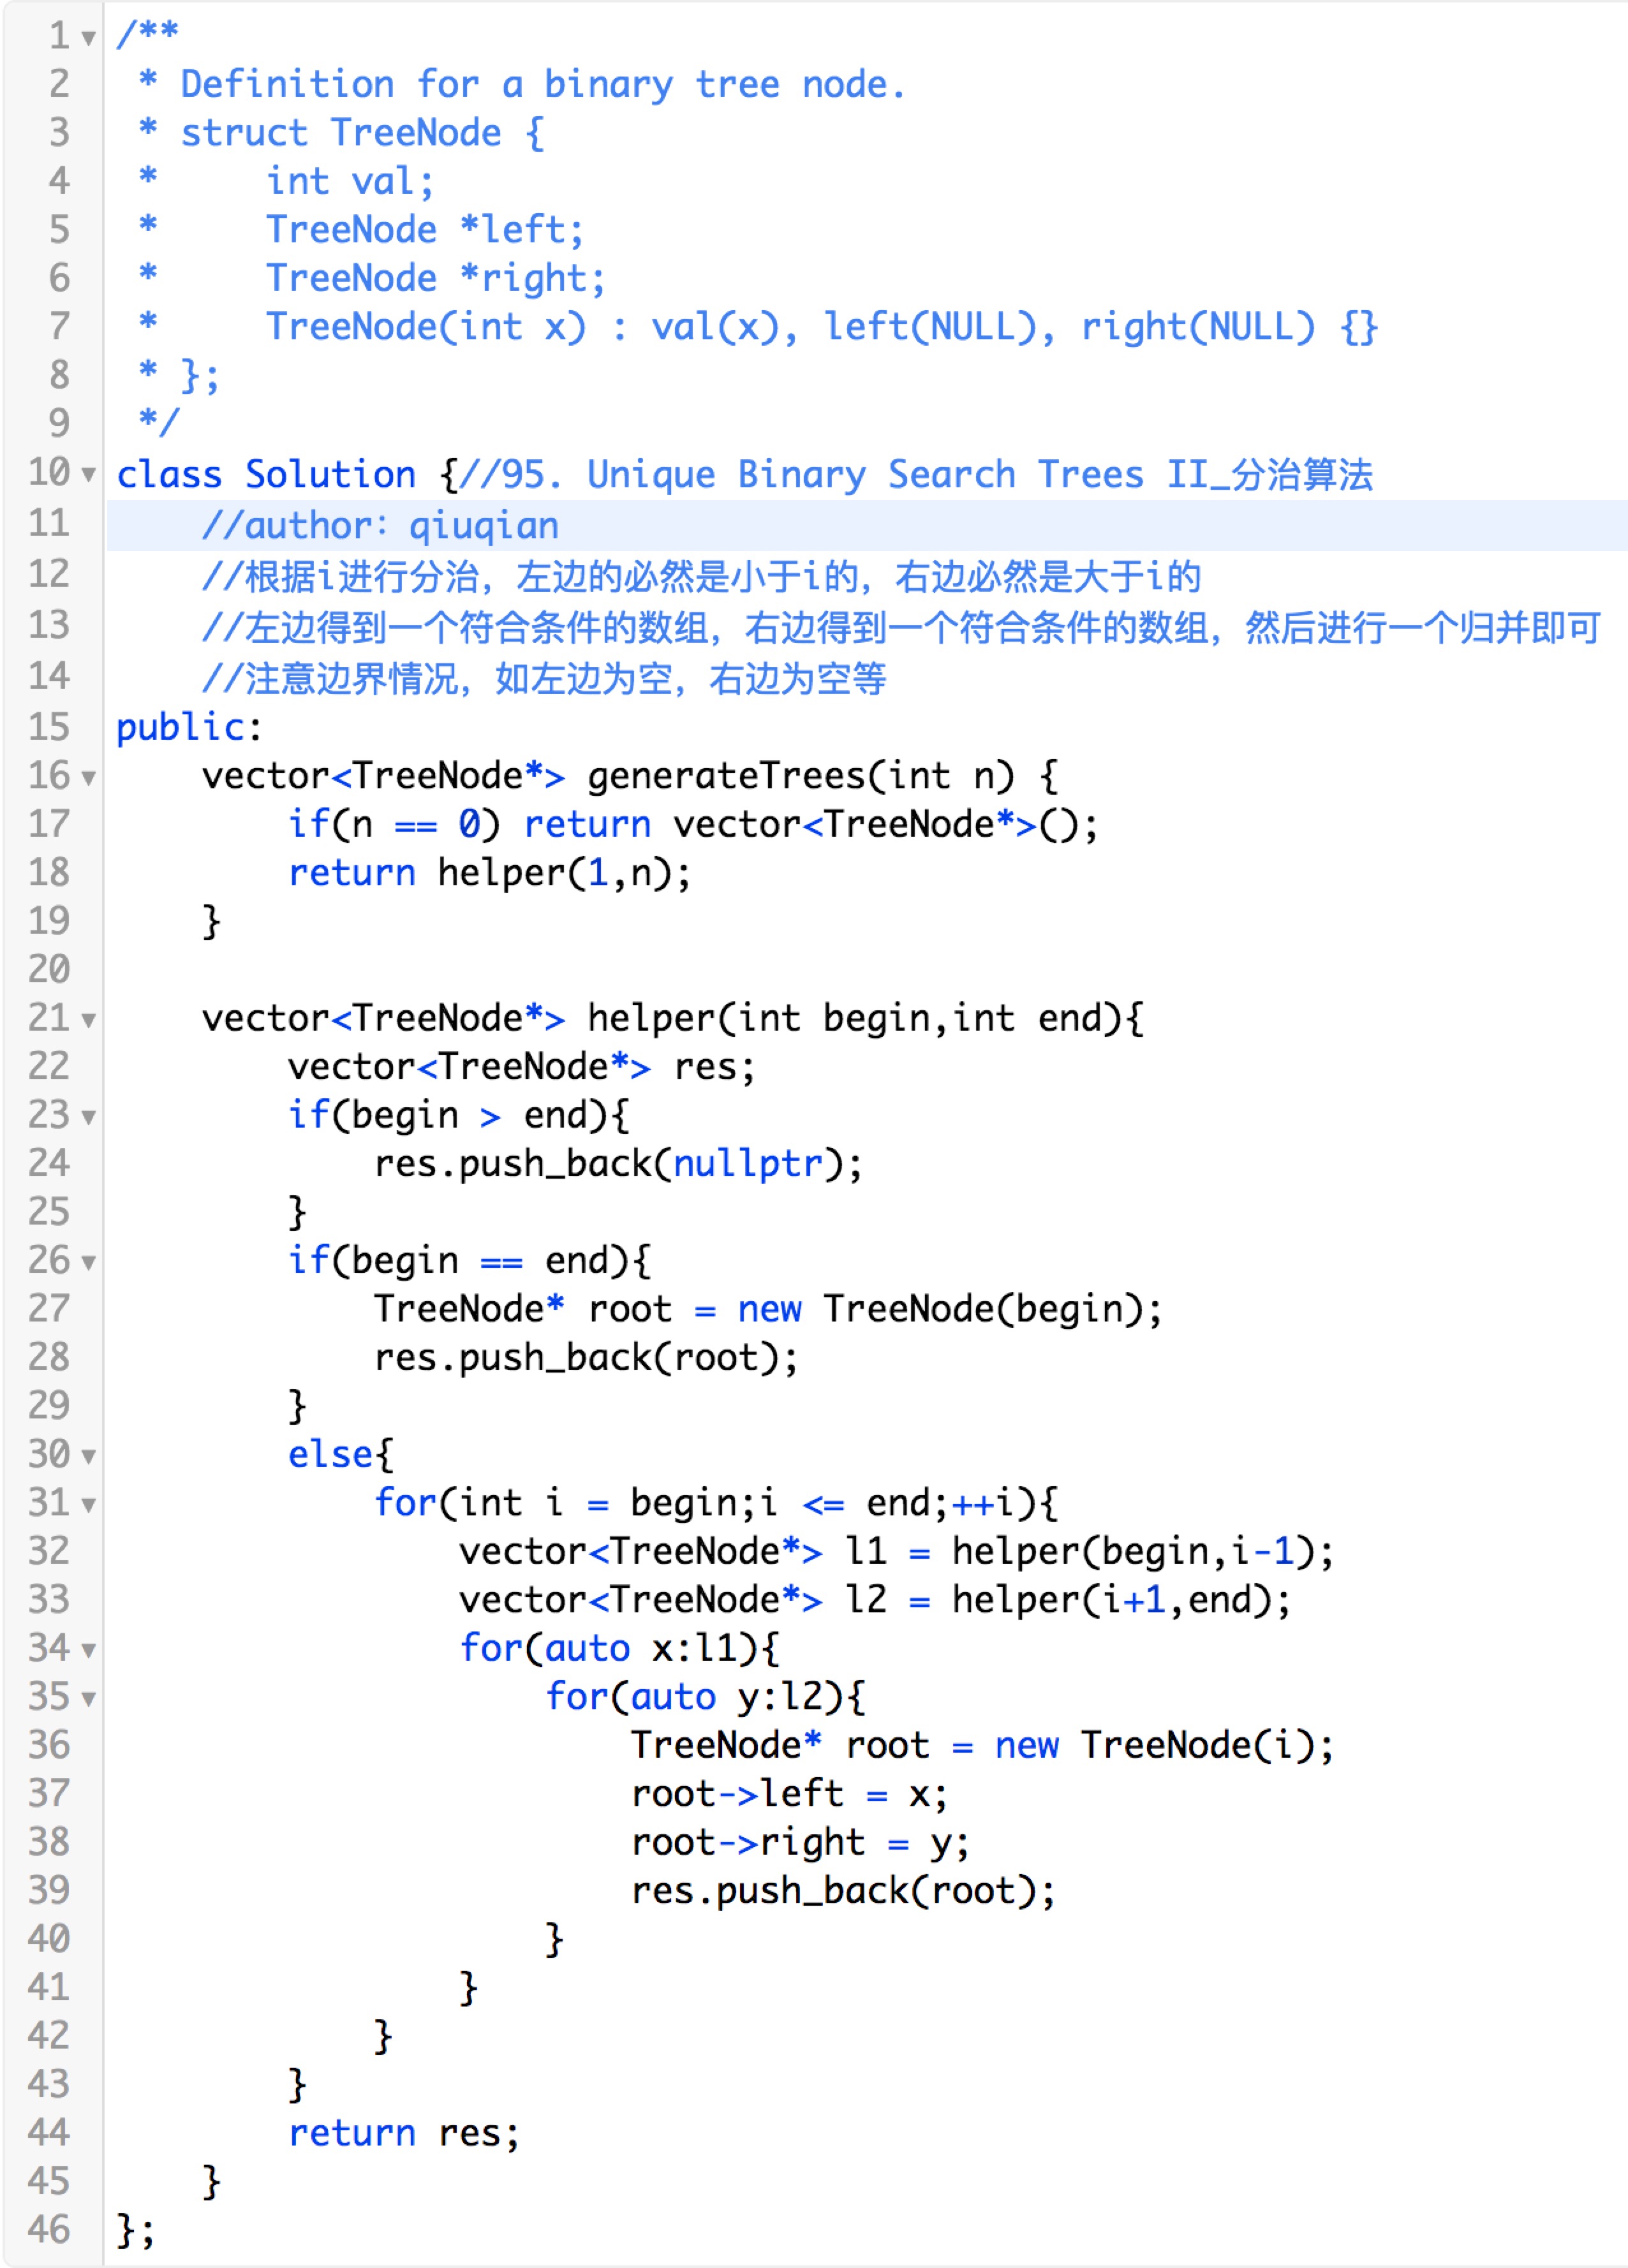 1 /**
2  * Definition for a binary tree node.
3  * struct TreeNode {
4  *     int val;
5  *     TreeNode *left;
6  *     TreeNode *right;
7  *     TreeNode(int x) : val(x), left(NULL), right(NULL) {}
8  * };
9  */
10 class Solution {//95. Unique Binary Search Trees II_分治算法
11     //author：qiuqian
12     //根据i进行分治，左边的必然是小于i的，右边必然是大于i的
13     //左边得到一个符合条件的数组，右边得到一个符合条件的数组，然后进行一个归并即可
14     //注意边界情况，如左边为空，右边为空等
15 public:
16     vector<TreeNode*> generateTrees(int n) {
17         if(n == 0) return vector<TreeNode*>();
18         return helper(1,n);
19     }
20
21     vector<TreeNode*> helper(int begin,int end){
22         vector<TreeNode*> res;
23         if(begin > end){
24             res.push_back(nullptr);
25         }
26         if(begin == end){
27             TreeNode* root = new TreeNode(begin);
28             res.push_back(root);
29         }
30         else{
31             for(int i = begin;i <= end;++i){
32                 vector<TreeNode*> l1 = helper(begin,i-1);
33                 vector<TreeNode*> l2 = helper(i+1,end);
34                 for(auto x:l1){
35                     for(auto y:l2){
36                         TreeNode* root = new TreeNode(i);
37                         root->left = x;
38                         root->right = y;
39                         res.push_back(root);
40                     }
41                 }
42             }
43         }
44         return res;
45     }
46 };